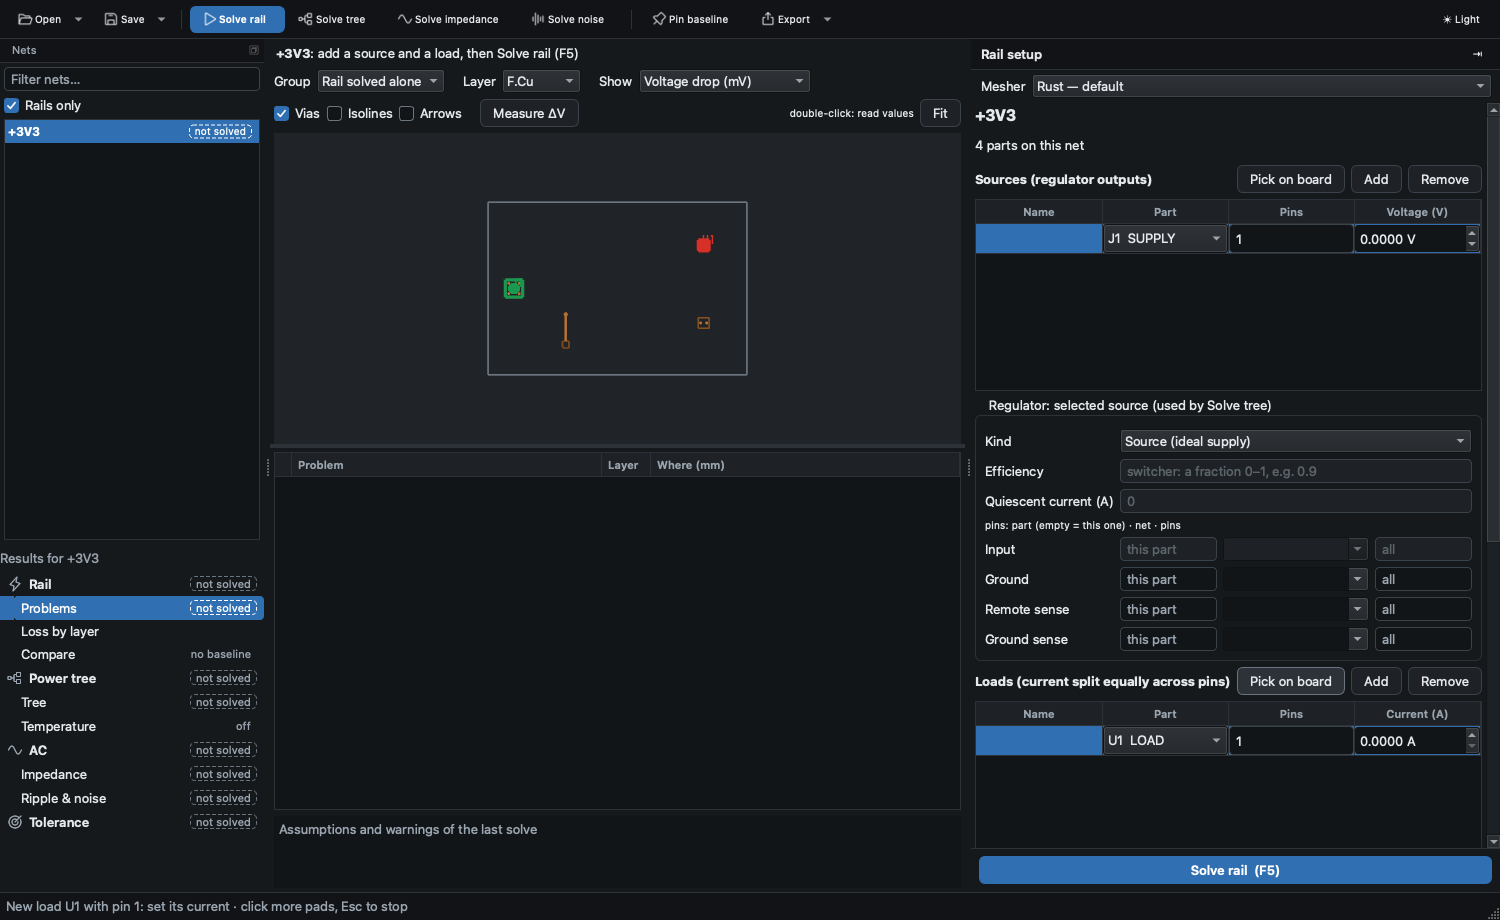 Open Save Solve rail Solve tree Solve impedance Solve noise Pin baseline Export Light
Nets
Filter nets...
Rails only
+3V3 not solved
Results for +3V3
Rail not solved
Problems not solved
Loss by layer
Compare no baseline
Power tree not solved
Tree not solved
Temperature off
AC not solved
Impedance not solved
Ripple & noise not solved
Tolerance not solved
+3V3: add a source and a load, then Solve rail (F5)
Group Rail solved alone Layer F.Cu Show Voltage drop (mV)
Vias Isolines Arrows Measure ΔV double-click: read values Fit
Problem Layer Where (mm)
Assumptions and warnings of the last solve
Rail setup
Mesher Rust — default
+3V3
4 parts on this net
Sources (regulator outputs) Pick on board Add Remove
Name Part Pins Voltage (V)
J1 SUPPLY 1 0.0000 V
Regulator: selected source (used by Solve tree)
Kind Source (ideal supply)
Efficiency switcher: a fraction 0–1, e.g. 0.9
Quiescent current (A) 0
pins: part (empty = this one) · net · pins
Input this part all
Ground this part all
Remote sense this part all
Ground sense this part all
Loads (current split equally across pins) Pick on board Add Remove
Name Part Pins Current (A)
U1 LOAD 1 0.0000 A
Solve rail (F5)
New load U1 with pin 1: set its current · click more pads, Esc to stop